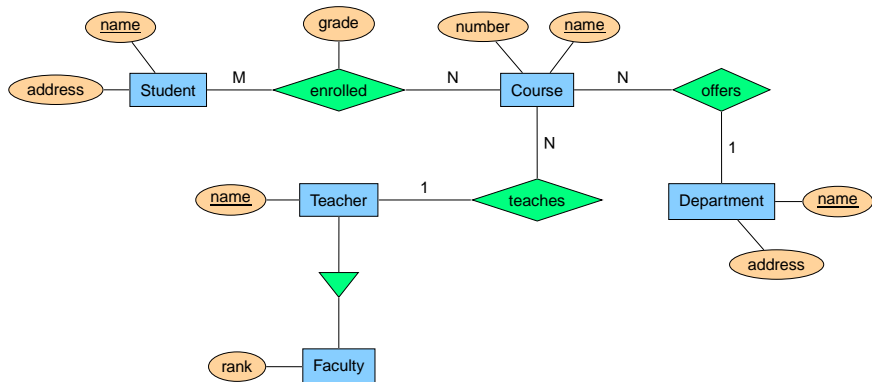 name
grade
number
name
address
Student
M
enrolled
N
Course
N
offers
N
1
name
Teacher
1
teaches
Department
name
address
rank
Faculty